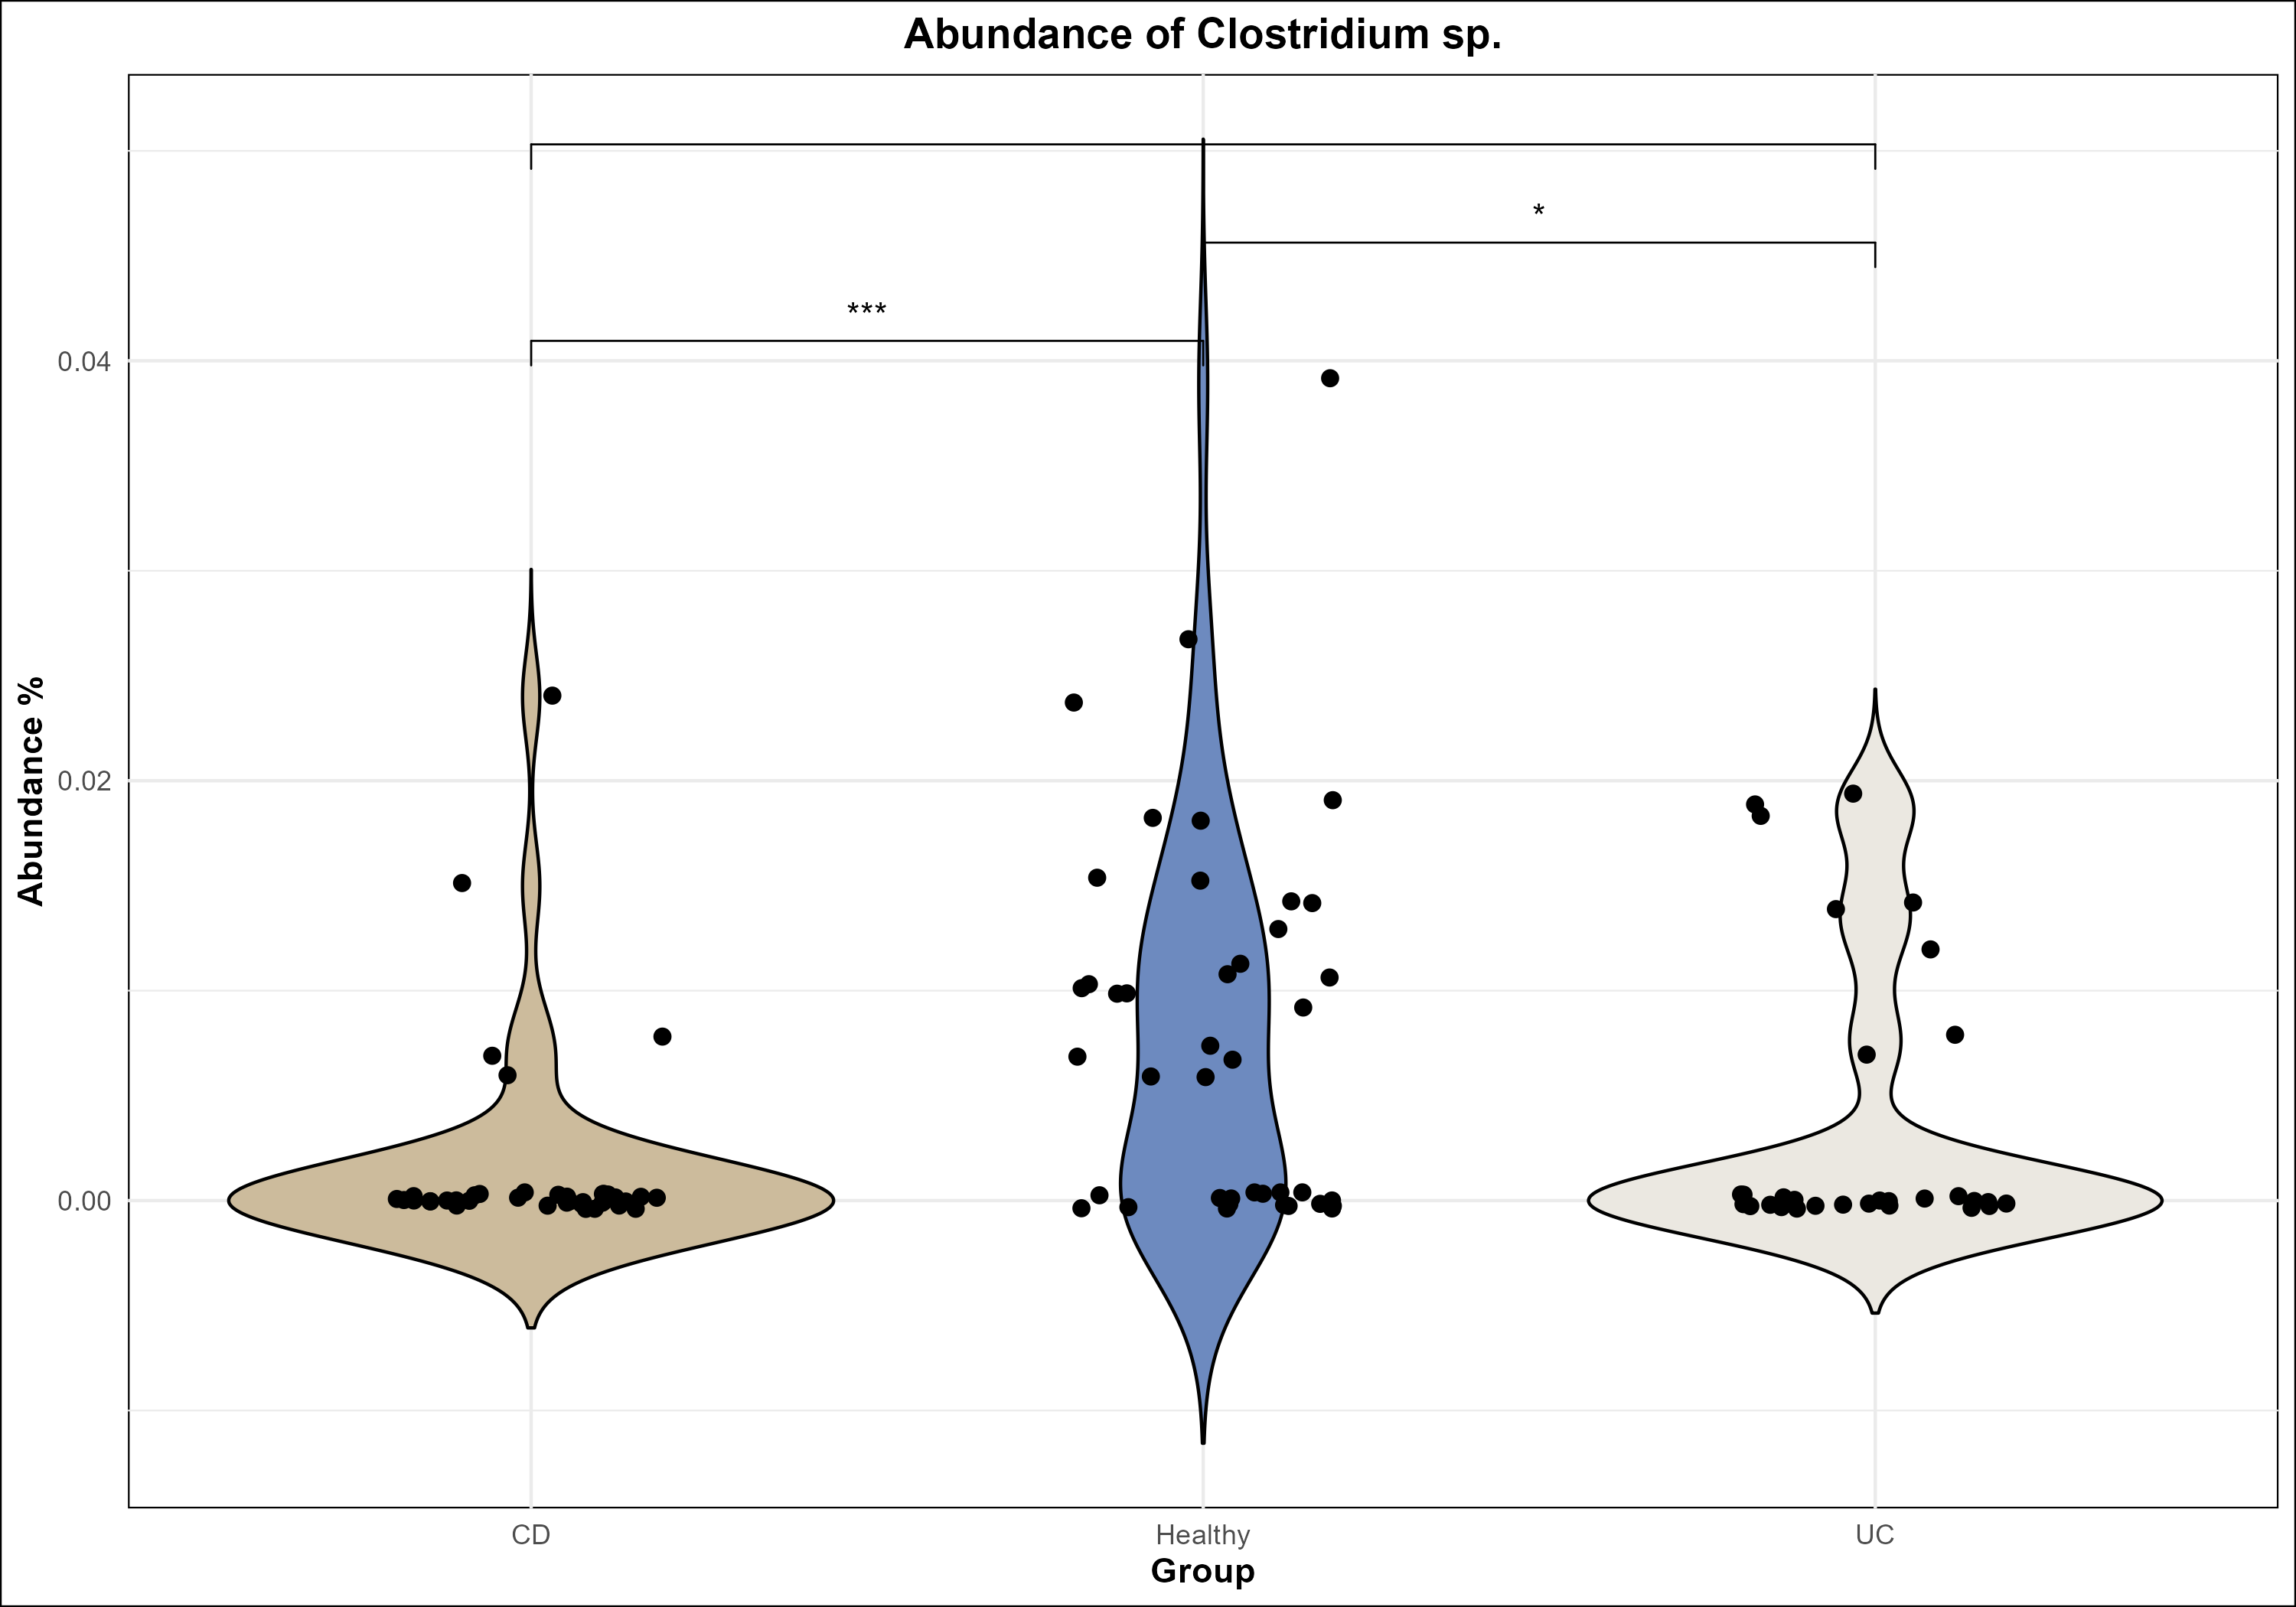 Abundance of Clostridium sp.
*
***
0.04
0.02
0.00
Abundance %
CD Healthy UC
Group